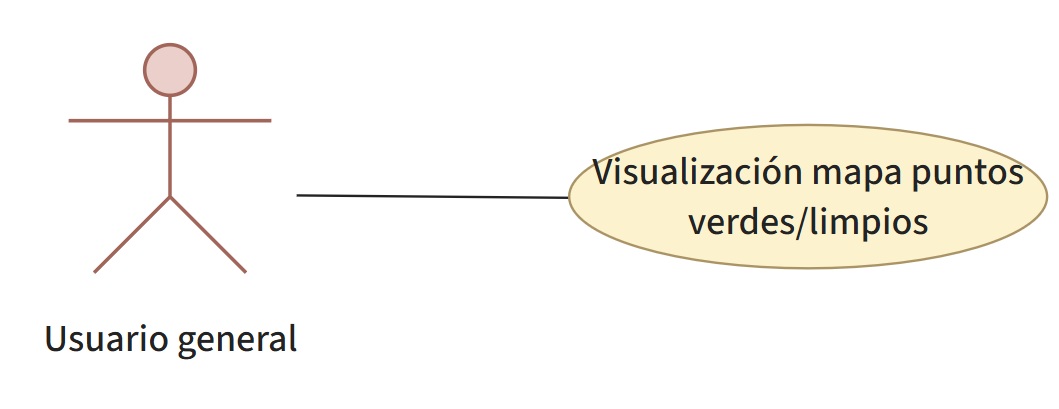 Visualización mapa puntos
verdes/limpios
Usuario general